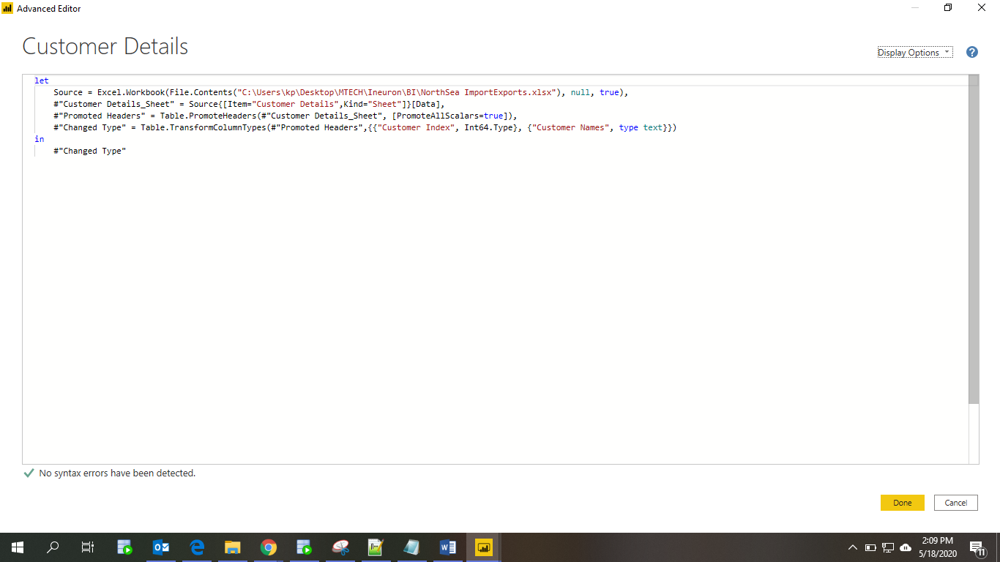 Advanced Editor
Customer Details
Display Options
?
let
Source = Excel.Workbook(File.Contents("C:\Users\kp\Desktop\MTECH\Ineuron\BI\NorthSea ImportExports.xlsx"), null, true),
#"Customer Details_Sheet" = Source{[Item="Customer Details",Kind="Sheet"]}[Data],
#"Promoted Headers" = Table.PromoteHeaders(#"Customer Details_Sheet", [PromoteAllScalars=true]),
#"Changed Type" = Table.TransformColumnTypes(#"Promoted Headers",{{"Customer Index", Int64.Type}, {"Customer Names", type text}})
in
#"Changed Type"
No syntax errors have been detected.
Done
Cancel
2:09 PM
5/18/2020
11